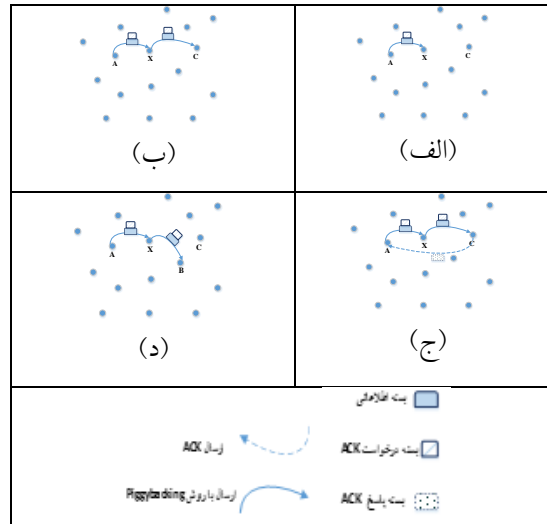 A X C
(الف)
A X C
(ب)
A X C
(ج)
A X C
B
(د)
بسته اطلاعاتی
بسته درخواست ACK
ارسال ACK
بسته پاسخ ACK
ارسال با روش Piggybacking